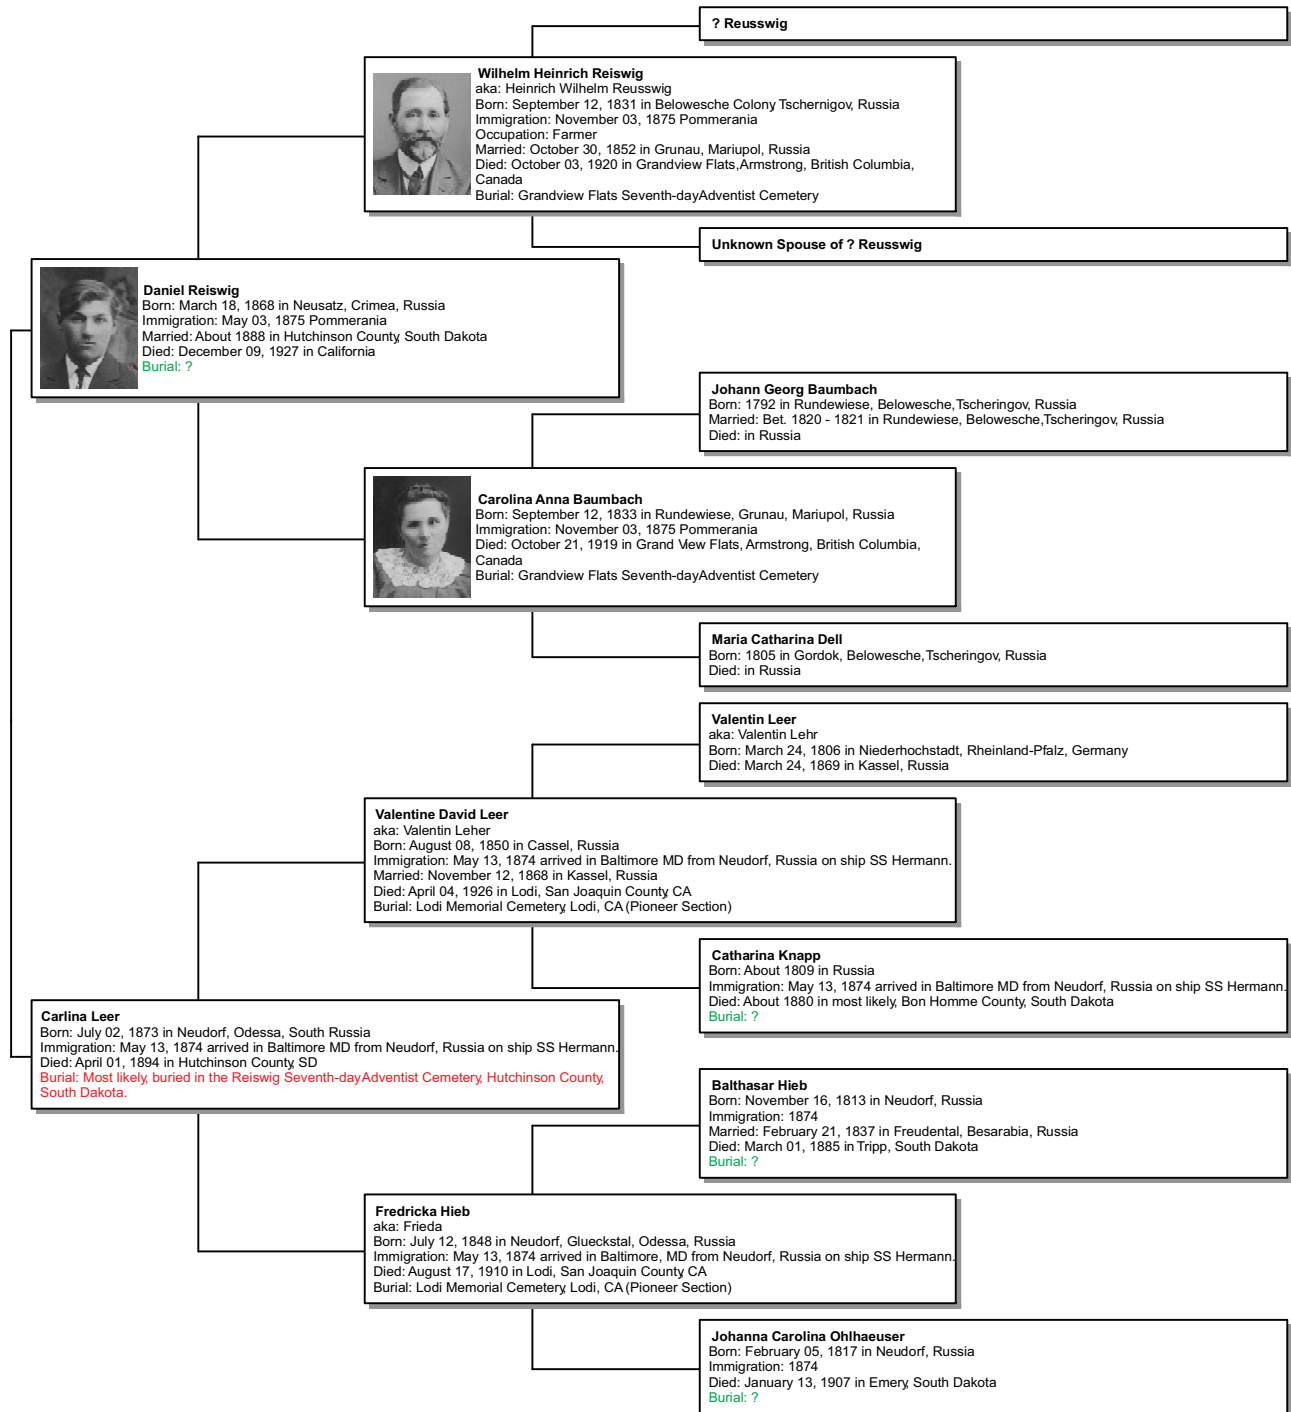 ? Reusswig
Wilhelm Heinrich Reiswig
aka: Heinrich Wilhelm Reusswig
Born: September 12, 1831 in Belowesche Colony Tschernigov, Russia
Immigration: November 03, 1875 Pommerania
Occupation: Farmer
Married: October 30, 1852 in Grunau, Mariupol, Russia
Died: October 03, 1920 in Grandview Flats,Armstrong, British Columbia,
Canada
Burial: Grandview Flats Seventh-dayAdventist Cemetery
Unknown Spouse of ? Reusswig
Daniel Reiswig
Born: March 18, 1868 in Neusatz, Crimea, Russia
Immigration: May 03, 1875 Pommerania
Married: About 1888 in Hutchinson County, South Dakota
Died: December 09, 1927 in California
Burial: ?
Johann Georg Baumbach
Born: 1792 in Rundewiese, Belowesche,Tscheringov, Russia
Married: Bet. 1820 - 1821 in Rundewiese, Belowesche,Tscheringov, Russia
Died: in Russia
Carolina Anna Baumbach
Born: September 12, 1833 in Rundewiese, Grunau, Mariupol, Russia
Immigration: November 03, 1875 Pommerania
Died: October 21, 1919 in Grand View Flats, Armstrong, British Columbia,
Canada
Burial: Grandview Flats Seventh-dayAdventist Cemetery
Maria Catharina Dell
Born: 1805 in Gordok, Belowesche,Tscheringov, Russia
Died: in Russia
Valentin Leer
aka: Valentin Lehr
Born: March 24, 1806 in Niederhochstadt, Rheinland-Pfalz, Germany
Died: March 24, 1869 in Kassel, Russia
Valentine David Leer
aka: Valentin Leher
Born: August 08, 1850 in Cassel, Russia
Immigration: May 13, 1874 arrived in Baltimore MD from Neudorf, Russia on ship SS Hermann.
Married: November 12, 1868 in Kassel, Russia
Died: April 04, 1926 in Lodi, San Joaquin County, CA
Burial: Lodi Memorial Cemetery, Lodi, CA (Pioneer Section)
Catharina Knapp
Born: About 1809 in Russia
Immigration: May 13, 1874 arrived in Baltimore MD from Neudorf, Russia on ship SS Hermann.
Died: About 1880 in most likely, Bon Homme County, South Dakota
Burial: ?
Carlina Leer
Born: July 02, 1873 in Neudorf, Odessa, South Russia
Immigration: May 13, 1874 arrived in Baltimore MD from Neudorf, Russia on ship SS Hermann.
Died: April 01, 1894 in Hutchinson County, SD
Burial: Most likely, buried in the Reiswig Seventh-dayAdventist Cemetery, Hutchinson County,
South Dakota.
Balthasar Hieb
Born: November 16, 1813 in Neudorf, Russia
Immigration: 1874
Married: February 21, 1837 in Freudental, Besarabia, Russia
Died: March 01, 1885 in Tripp, South Dakota
Burial: ?
Fredricka Hieb
aka: Frieda
Born: July 12, 1848 in Neudorf, Glueckstal, Odessa, Russia
Immigration: May 13, 1874 arrived in Baltimore, MD from Neudorf, Russia on ship SS Hermann.
Died: August 17, 1910 in Lodi, San Joaquin County, CA
Burial: Lodi Memorial Cemetery, Lodi, CA (Pioneer Section)
Johanna Carolina Ohlhaeuser
Born: February 05, 1817 in Neudorf, Russia
Immigration: 1874
Died: January 13, 1907 in Emery, South Dakota
Burial: ?